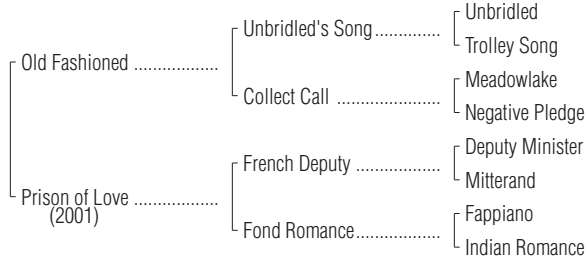 Unbridled
Unbridled's Song..............
Trolley Song
Old Fashioned ..................
Meadowlake
Collect Call ......................
Negative Pledge
Deputy Minister
French Deputy ..................
Mitterand
Prison of Love ..................
(2001)
Fappiano
Fond Romance..................
Indian Romance